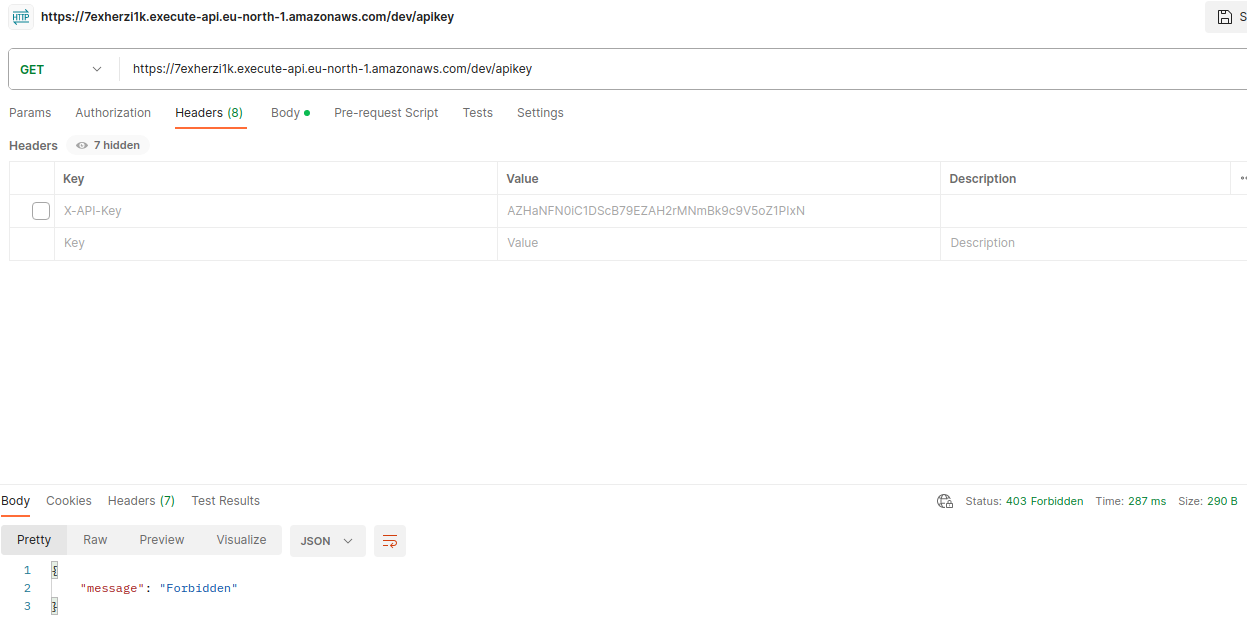 HTTP https://7exherzi1k.execute-api.eu-north-1.amazonaws.com/dev/apikey S
GET https://7exherzi1k.execute-api.eu-north-1.amazonaws.com/dev/apikey
Params Authorization Headers (8) Body Pre-request Script Tests Settings
Headers 7 hidden
Key Value Description
X-API-Key AZHaNFN0iC1DScB79EZAH2rMNmBk9c9V5oZ1PIxN
Key Value Description
Body Cookies Headers (7) Test Results Status: 403 Forbidden Time: 287 ms Size: 290 B
Pretty Raw Preview Visualize JSON
1 {
2 "message": "Forbidden"
3 }